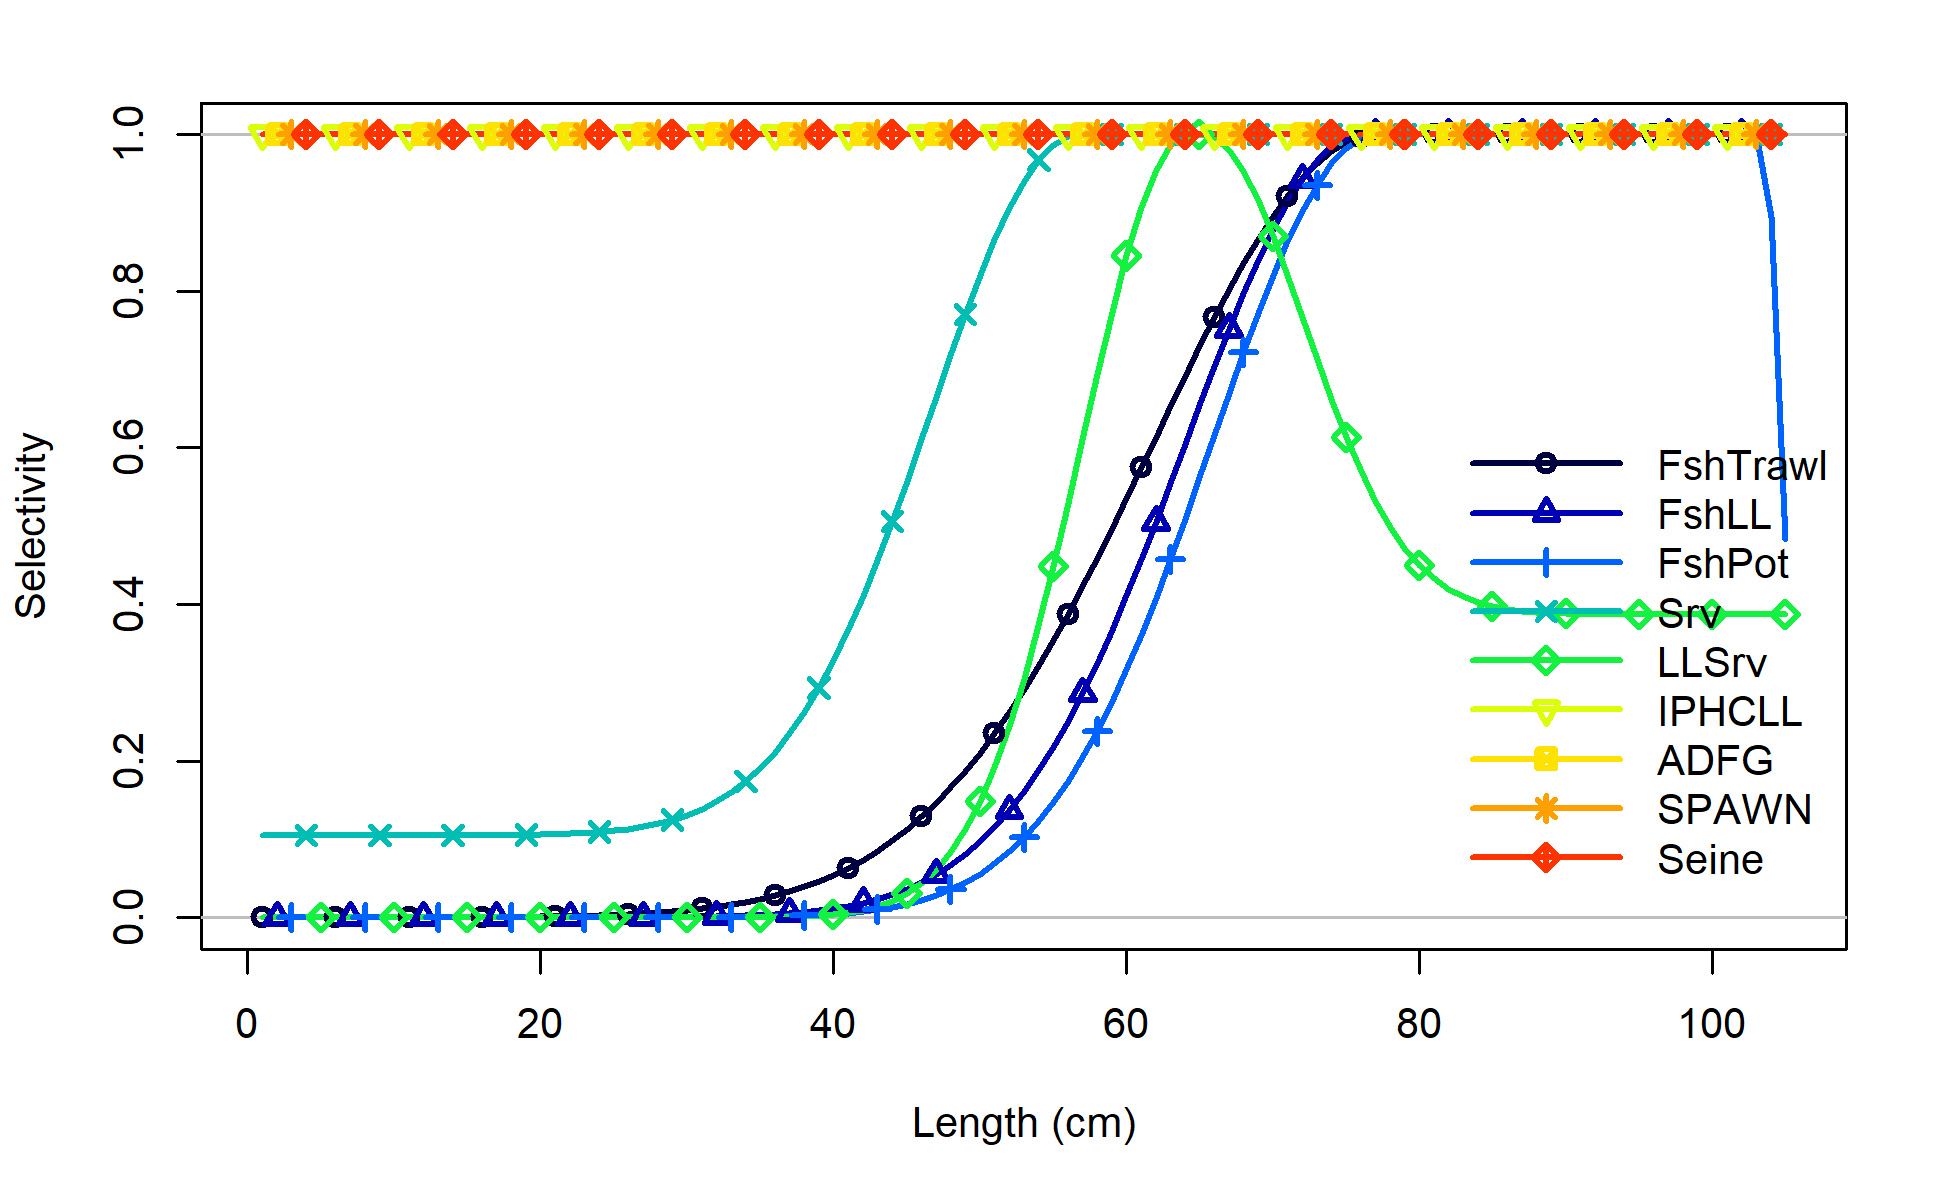 Selectivity
1.0
0.8
0.6
0.4
0.2
0.0
0 20 40 60 80 100
Length (cm)
FshTrawl
FshLL
FshPot
Srv
LLSrv
IPHCLL
ADFG
SPAWN
Seine